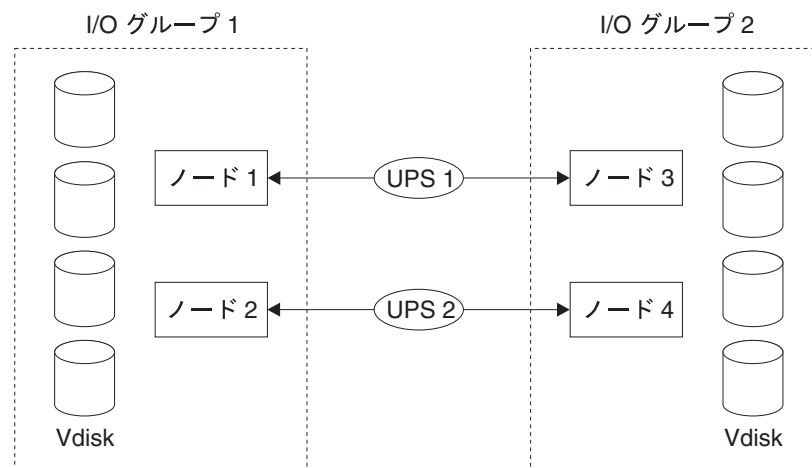 I/O グループ 1
I/O グループ 2
ノード 1
UPS 1
ノード 3
ノード 2
UPS 2
ノード 4
Vdisk
Vdisk